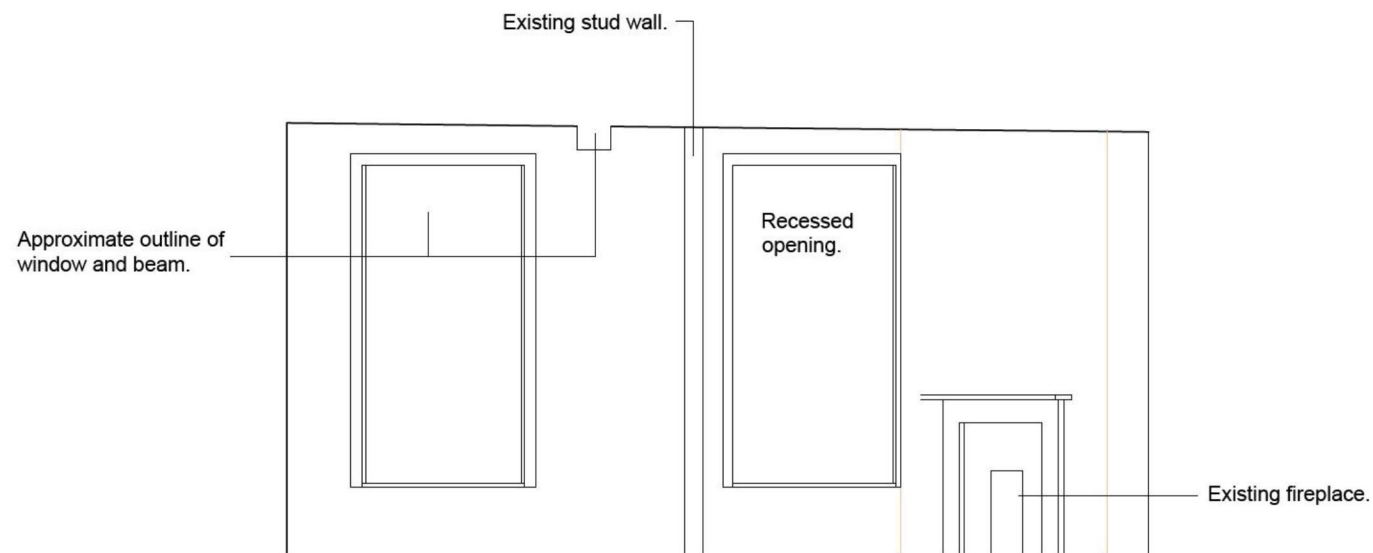 Existing stud wall.
Approximate outline of
window and beam.
Recessed
opening.
Existing fireplace.